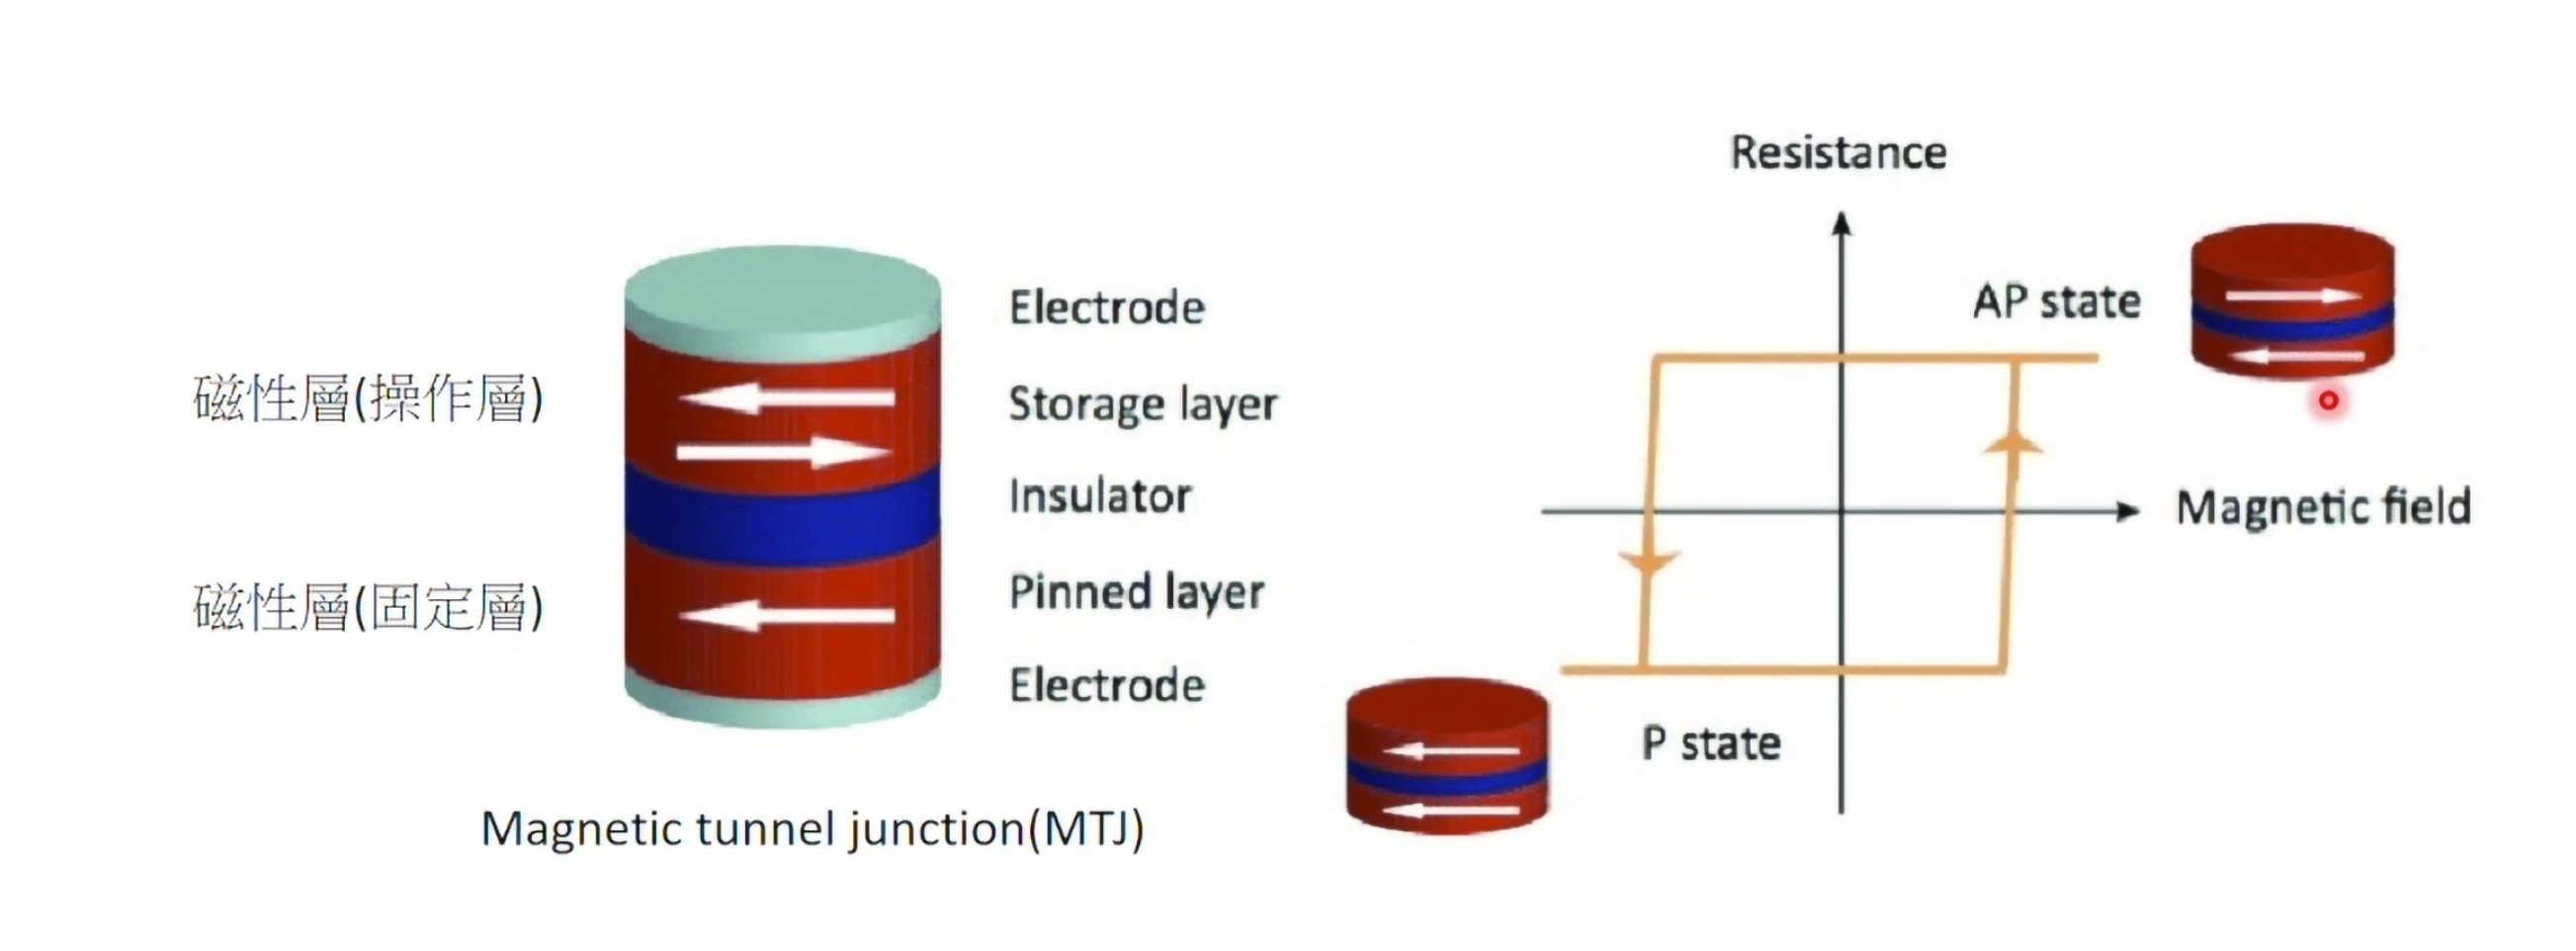 Resistance
AP state
Electrode
磁性層(操作層)
Storage layer
Insulator
Magnetic field
磁性層(固定層)
Pinned layer
Electrode
P state
Magnetic tunnel junction(MTJ)